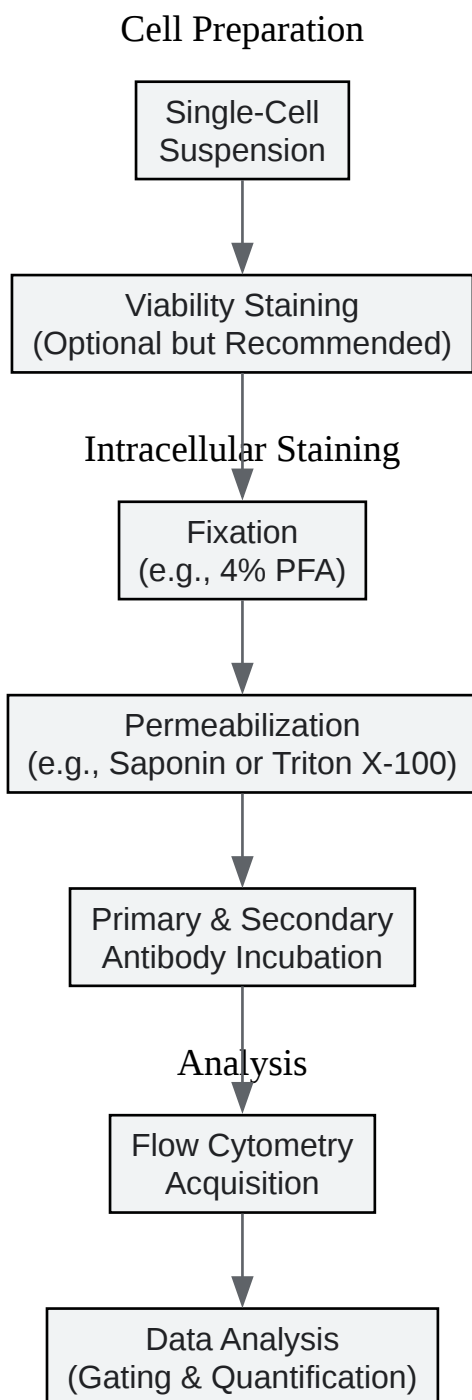 Cell Preparation
Single-Cell
Suspension
Viability Staining
(Optional but Recommended)
Intracellular Staining
Fixation
(e.g., 4% PFA)
Permeabilization
(e.g., Saponin or Triton X-100)
Primary & Secondary
Antibody Incubation
Analysis
Flow Cytometry
Acquisition
Data Analysis
(Gating & Quantification)